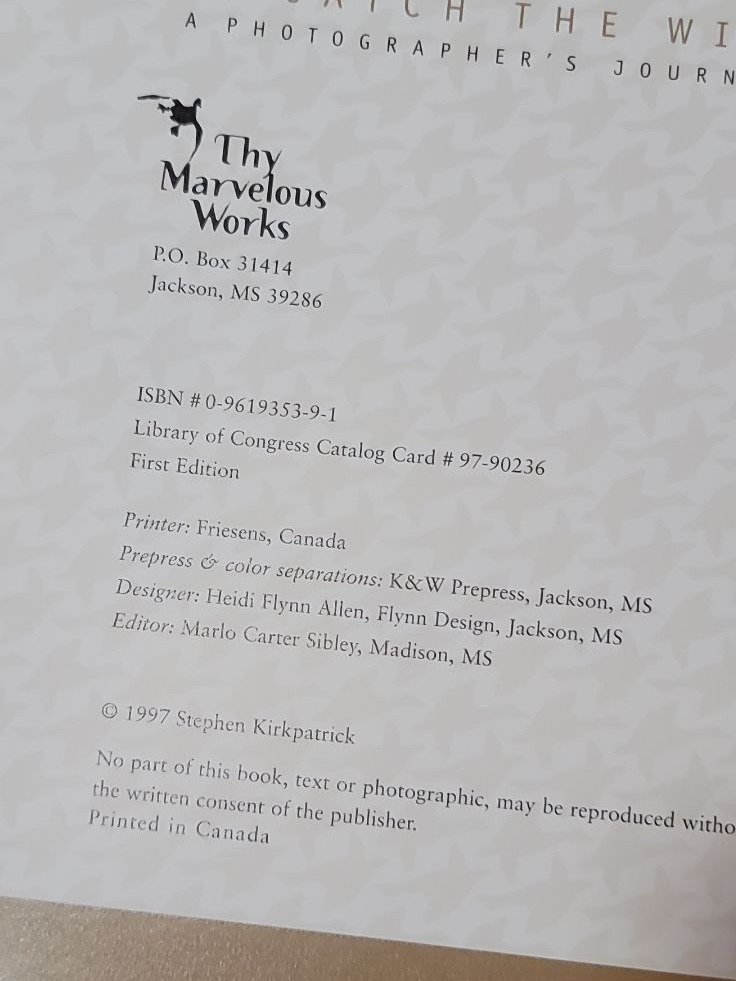 THE WI
A PHOTOGRAPHER'S JOURN
Thy
Marvelous
Works
P.O. Box 31414
Jackson, MS 39286
ISBN # 0-9619353-9-1
Library of Congress Catalog Card # 97-90236
First Edition
Printer: Friesens, Canada
Prepress & color separations: K&W Prepress, Jackson, MS
Designer: Heidi Flynn Allen, Flynn Design, Jackson, MS
Editor: Marlo Carter Sibley, Madison, MS
© 1997 Stephen Kirkpatrick
No part of this book, text or photographic, may be reproduced witho
the written consent of the publisher.
Printed in Canada